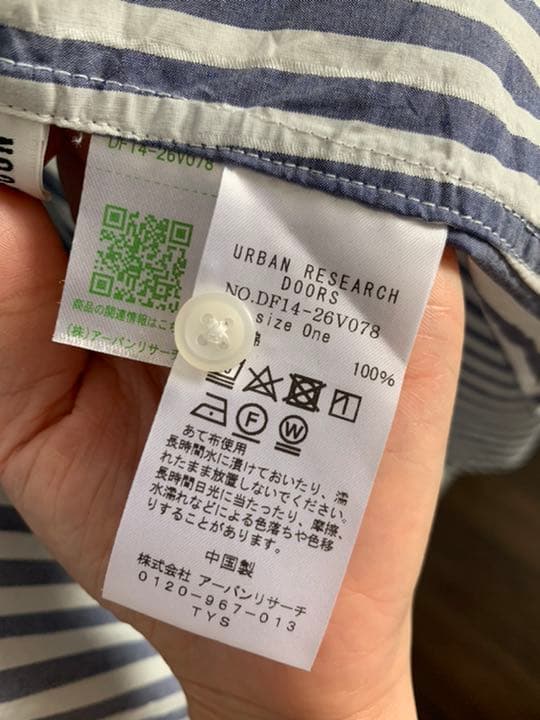 DF14-26V078
商品の関連情報はこち
(株)アーバンリサーチ
URBAN RESEARCH
DOORS
NO.DF14-26V078
size One
綿
100%
F
W
あて布使用
長時間水に漬けておいたり、濡
れたまま放置しないでください。
長時間日光に当たったり、摩擦、
水濡れなどによる色落ちや色移
りすることがあります。
中国製
株式会社 アーバンリサーチ
0120-967-013
TYS